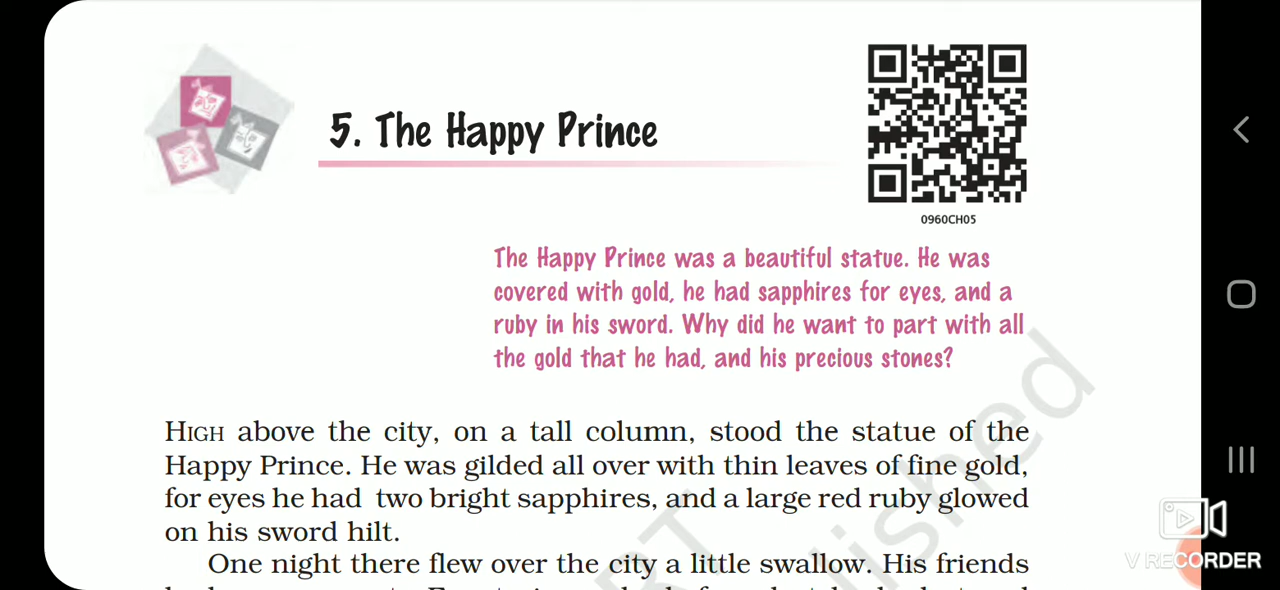 5. The Happy Prince
0960CH05
The Happy Prince was a beautiful statue. He was
covered with gold, he had sapphires for eyes, and a
ruby in his sword. Why did he want to part with all
the gold that he had, and his precious stones?
HIGH above the city, on a tall column, stood the statue of the
Happy Prince. He was gilded all over with thin leaves of fine gold,
for eyes he had two bright sapphires, and a large red ruby glowed
on his sword hilt.
One night there flew over the city a little swallow. His friends
V RECORDER